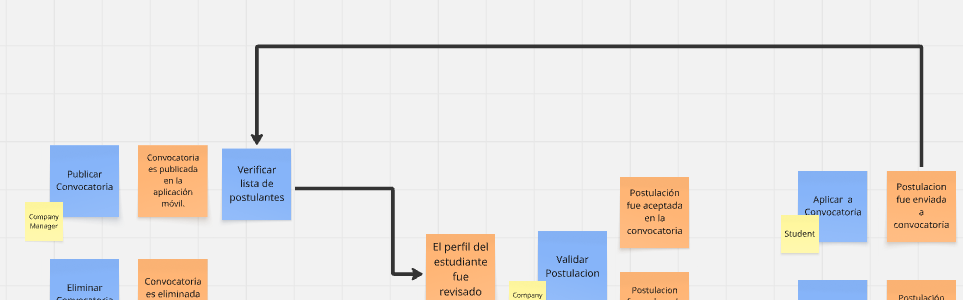 Publicar
Convocatoria
Company
Manager
Convocatoria
es publicada
en la
aplicación
móvil.
Verificar
lista de
postulantes
Eliminar
Convocatoria
Convocatoria
es eliminada
El perfil del
estudiante
fue
revisado
Validar
Postulacion
Company
Postulación
fue aceptada
en la
convocatoria
Postulacion
Aplicar a
Convocatoria
Student
Postulacion
fue enviada
a
convocatoria
Postulación